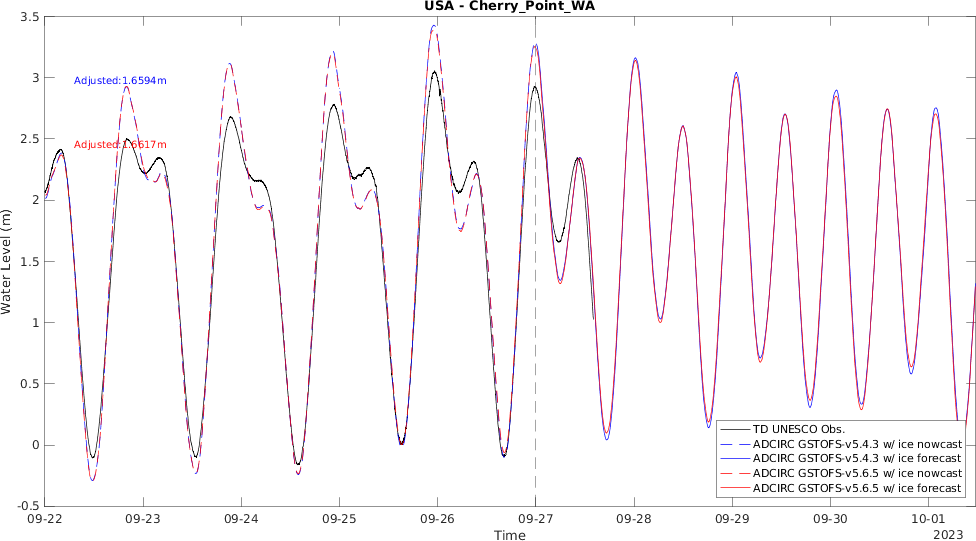 USA - Cherry_Point_WA
3.5
3
2.5
2
1.5
1
0.5
0
-0.5
Water Level (m)
Adjusted:1.6594m
Adjusted:1.6617m
TD UNESCO Obs.
ADCIRC GSTOFS-v5.4.3 w/ ice nowcast
ADCIRC GSTOFS-v5.4.3 w/ ice forecast
ADCIRC GSTOFS-v5.6.5 w/ ice nowcast
ADCIRC GSTOFS-v5.6.5 w/ ice forecast
09-22 09-23 09-24 09-25 09-26 09-27 09-28 09-29 09-30 10-01
Time
2023